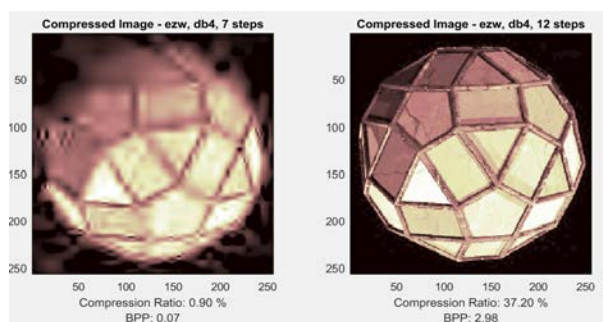 Compressed Image - ezw, db4, 7 steps
50
100
150
200
250
50 100 150 200 250
Compression Ratio: 0.90 %
BPP: 0.07
Compressed Image - ezw, db4, 12 steps
50
100
150
200
250
50 100 150 200 250
Compression Ratio: 37.20 %
BPP: 2.98